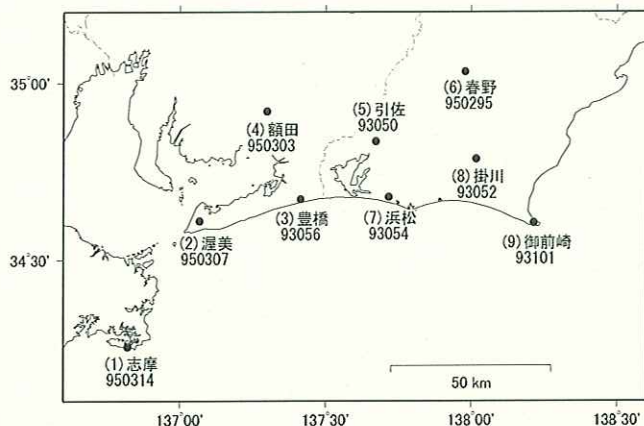 35°00'
34°30'
(6) 春野
950295
(5) 引佐
93050
(4) 額田
950303
(8) 掛川
93052
(3) 豊橋
93056
(7) 浜松
93054
(2) 渥美
950307
(9) 御前崎
93101
(1) 志摩
950314
50 km
137°00'
137°30'
138°00'
138°30'